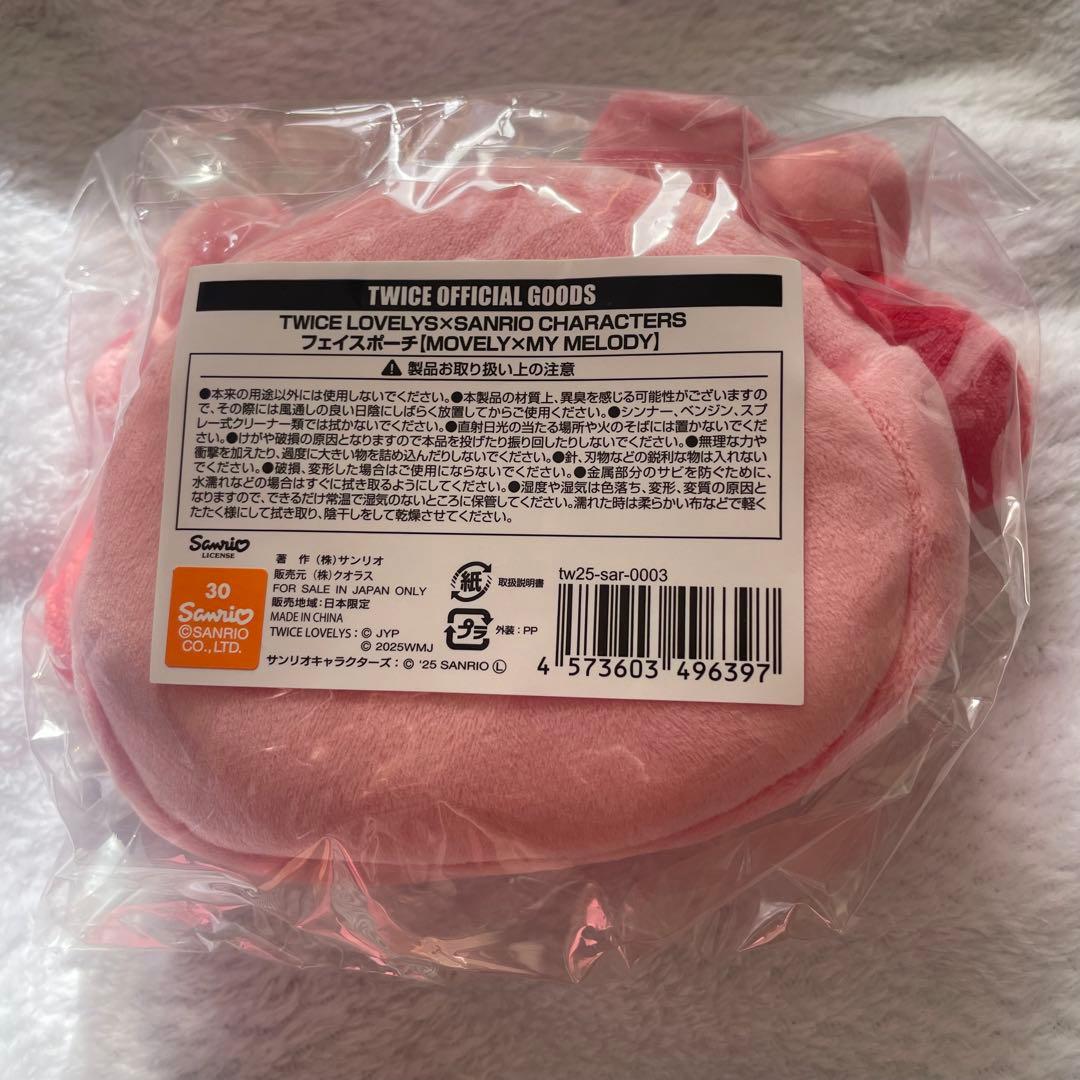 TWICE OFFICIAL GOODS
TWICE LOVELYS×SANRIO CHARACTERS
フェイスポーチ【MOVELY×MY MELODY】
製品お取り扱い上の注意
●本来の用途以外には使用しないでください。●本製品の材質上、異臭を感じる可能性がございますの
で、その際には風通しの良い日陰にしばらく放置してからご使用ください。●シンナー、ベンジン、スプ
レー式クリーナー類では拭かないでください。●直射日光の当たる場所や火のそばには置かないでくだ
さい。●けがや破損の原因となりますので本品を投げたり振り回したりしないでください。●無理な力や
衝撃を加えたり、過度に大きい物を詰め込んだりしないでください。●針、刃物などの鋭利な物は入れない
でください。●破損、変形した場合はご使用にならないでください。●金属部分のサビを防ぐために、
水濡れなどの場合はすぐに拭き取るようにしてください。●湿度や湿気は色落ち、変形、変質の原因と
なりますので、できるだけ常温で湿気のないところに保管してください。濡れた時は柔らかい布などで軽く
たたく様にして拭き取り、陰干しをして乾燥させてください。
Sanrio
LICENSE
30
Sanrio
©SANRIO
CO.,LTD.
著　作 (株)サンリオ
販売元 (株)クオラス
FOR SALE IN JAPAN ONLY
販売地域:日本限定
MADE IN CHINA
TWICE LOVELYS:© JYP
© 2025WMJ
サンリオキャラクターズ:© '25 SANRIO Ⓛ
紙 取扱説明書
プラ 外装:PP
tw25-sar-0003
4 573603 496397